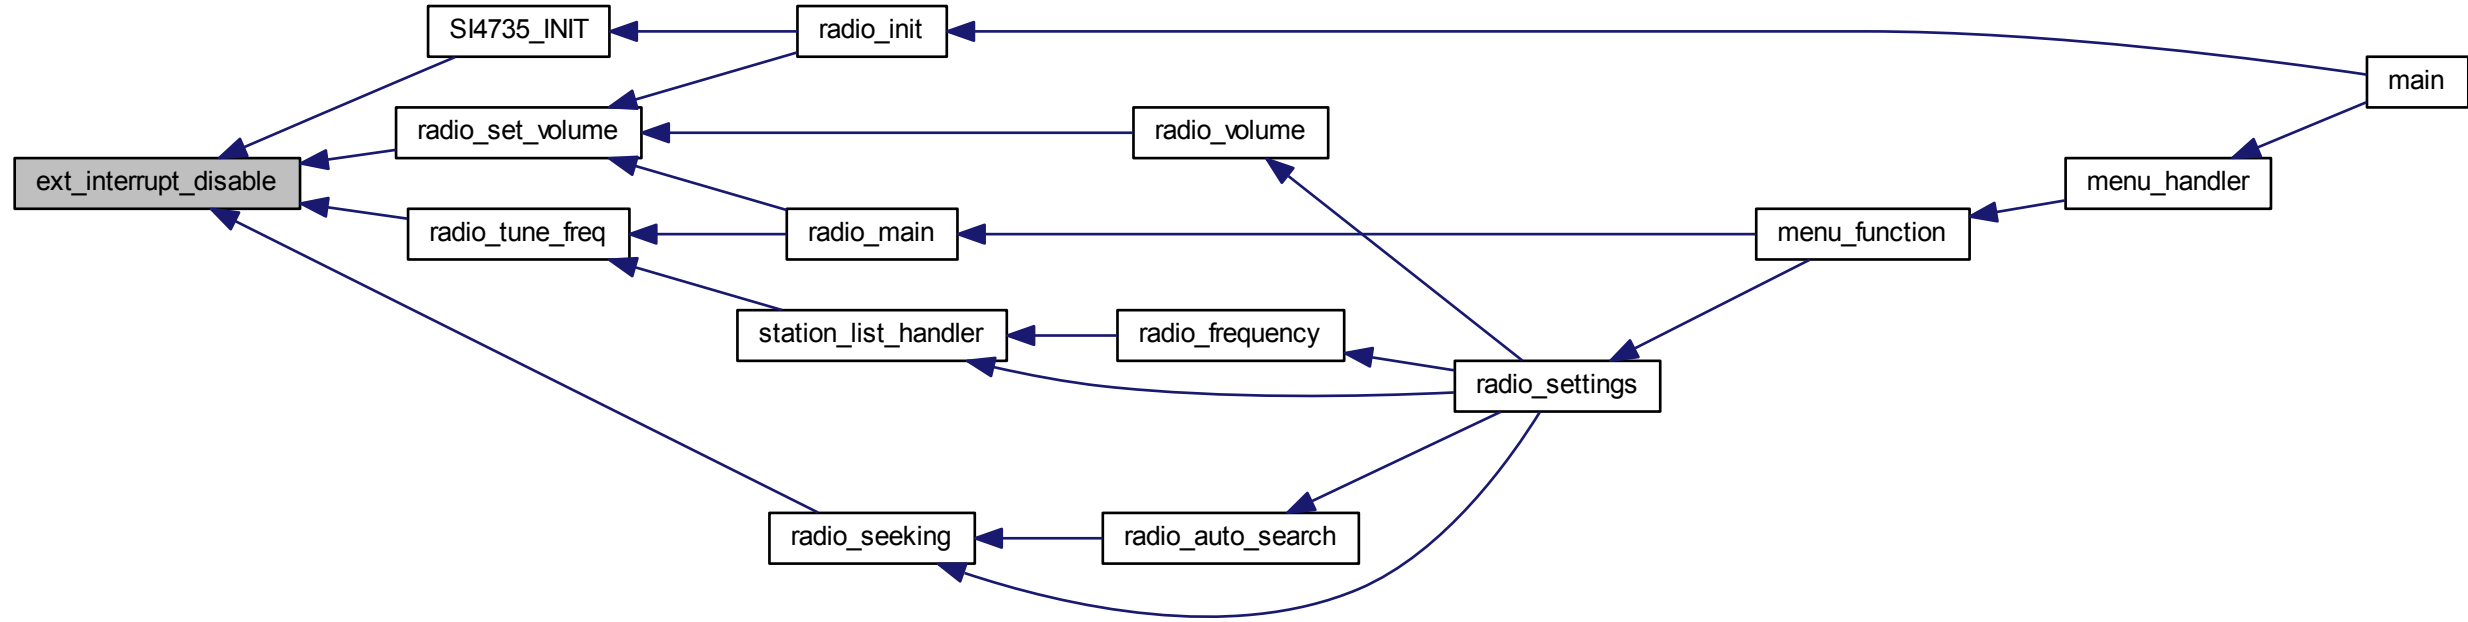 SI4735_INIT
radio_init
main
radio_set_volume
radio_volume
ext_interrupt_disable
menu_handler
radio_tune_freq
radio_main
menu_function
station_list_handler
radio_frequency
radio_settings
radio_seeking
radio_auto_search